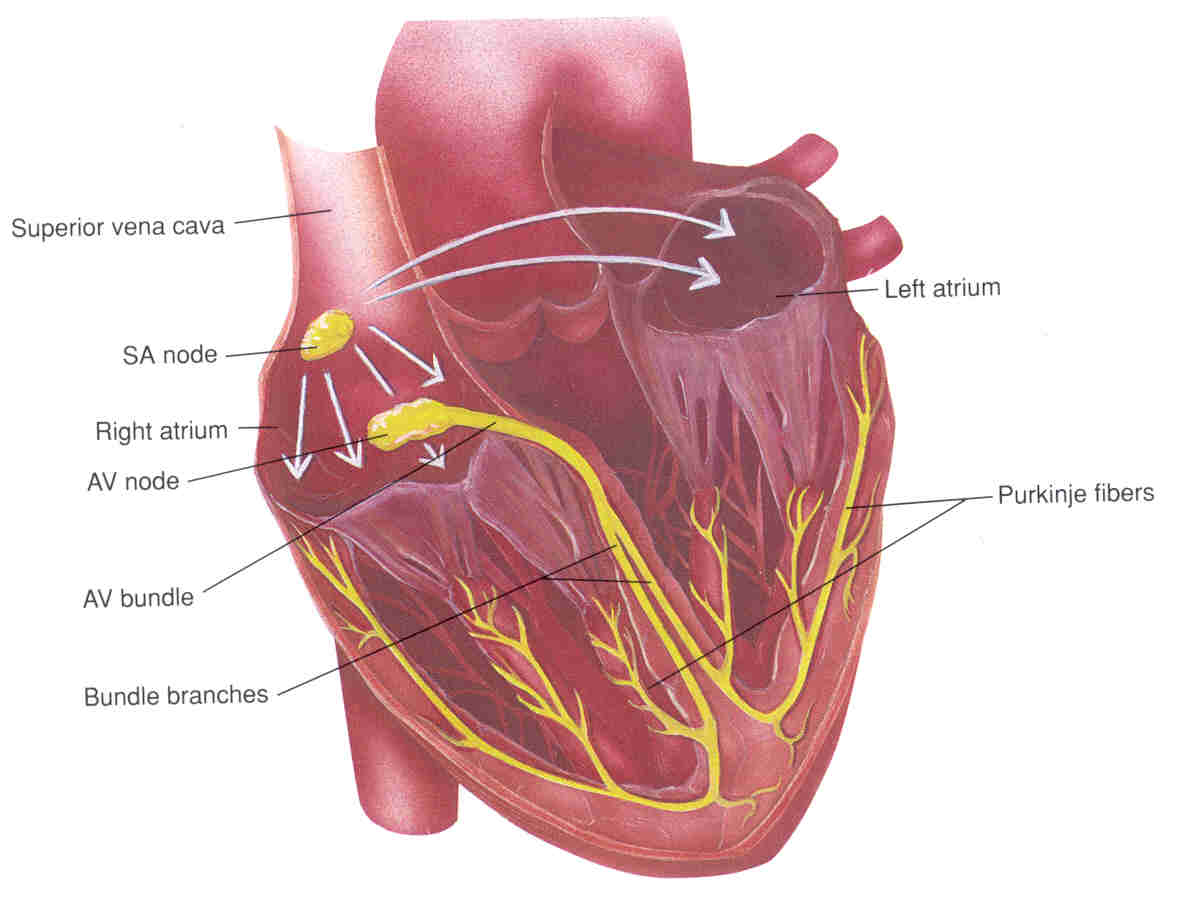 Superior vena cava
SA node
Right atrium
AV node
AV bundle
Bundle branches
Left atrium
Purkinje fibers